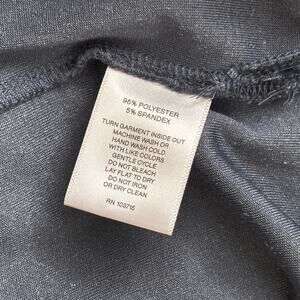 95% POLYESTER
5% SPANDEX
TURN GARMENT INSIDE OUT
MACHINE WASH OR
HAND WASH COLD
WITH LIKE COLORS
GENTLE CYCLE
DO NOT BLEACH
LAY FLAT TO DRY
DO NOT IRON
OR DRY CLEAN
RN 103715